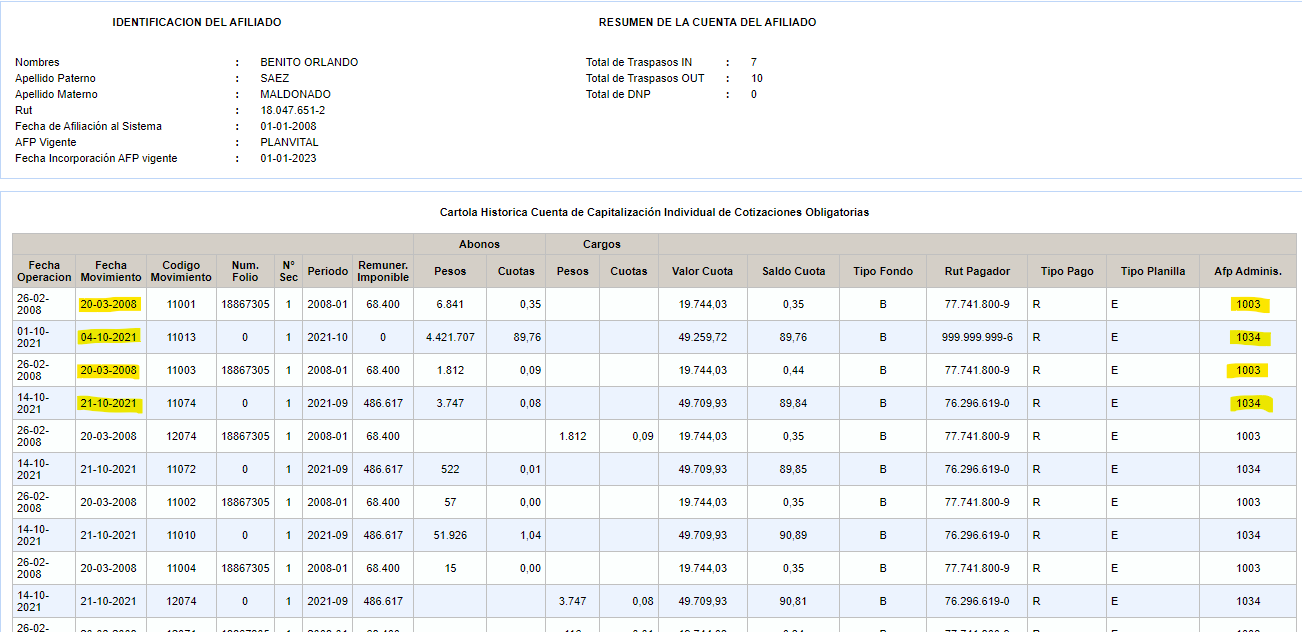 IDENTIFICACION DEL AFILIADO
RESUMEN DE LA CUENTA DEL AFILIADO
Nombres : BENITO ORLANDO
Apellido Paterno : SAEZ
Apellido Materno : MALDONADO
Rut : 18.047.651-2
Fecha de Afiliación al Sistema : 01-01-2008
AFP Vigente : PLANVITAL
Fecha Incorporación AFP vigente : 01-01-2023
Total de Traspasos IN : 7
Total de Traspasos OUT : 10
Total de DNP : 0
Cartola Historica Cuenta de Capitalización Individual de Cotizaciones Obligatorias
Abonos Cargos
Fecha Operacion Fecha Movimiento Codigo Movimiento Num. Folio Nº Sec Periodo Remuner. Imponible Pesos Cuotas Pesos Cuotas Valor Cuota Saldo Cuota Tipo Fondo Rut Pagador Tipo Pago Tipo Planilla Afp Adminis.
26-02-2008 20-03-2008 11001 18867305 1 2008-01 68.400 6.841 0,35 19.744,03 0,35 B 77.741.800-9 R E 1003
01-10-2021 04-10-2021 11013 0 1 2021-10 0 4.421.707 89,76 49.259,72 89,76 B 999.999.999-6 R E 1034
26-02-2008 20-03-2008 11003 18867305 1 2008-01 68.400 1.812 0,09 19.744,03 0,44 B 77.741.800-9 R E 1003
14-10-2021 21-10-2021 11074 0 1 2021-09 486.617 3.747 0,08 49.709,93 89,84 B 76.296.619-0 R E 1034
26-02-2008 20-03-2008 12074 18867305 1 2008-01 68.400 1.812 0,09 19.744,03 0,35 B 77.741.800-9 R E 1003
14-10-2021 21-10-2021 11072 0 1 2021-09 486.617 522 0,01 49.709,93 89,85 B 76.296.619-0 R E 1034
26-02-2008 20-03-2008 11002 18867305 1 2008-01 68.400 57 0,00 19.744,03 0,35 B 77.741.800-9 R E 1003
14-10-2021 21-10-2021 11010 0 1 2021-09 486.617 51.926 1,04 49.709,93 90,89 B 76.296.619-0 R E 1034
26-02-2008 20-03-2008 11004 18867305 1 2008-01 68.400 15 0,00 19.744,03 0,35 B 77.741.800-9 R E 1003
14-10-2021 21-10-2021 12074 0 1 2021-09 486.617 3.747 0,08 49.709,93 90,81 B 76.296.619-0 R E 1034
26-02-